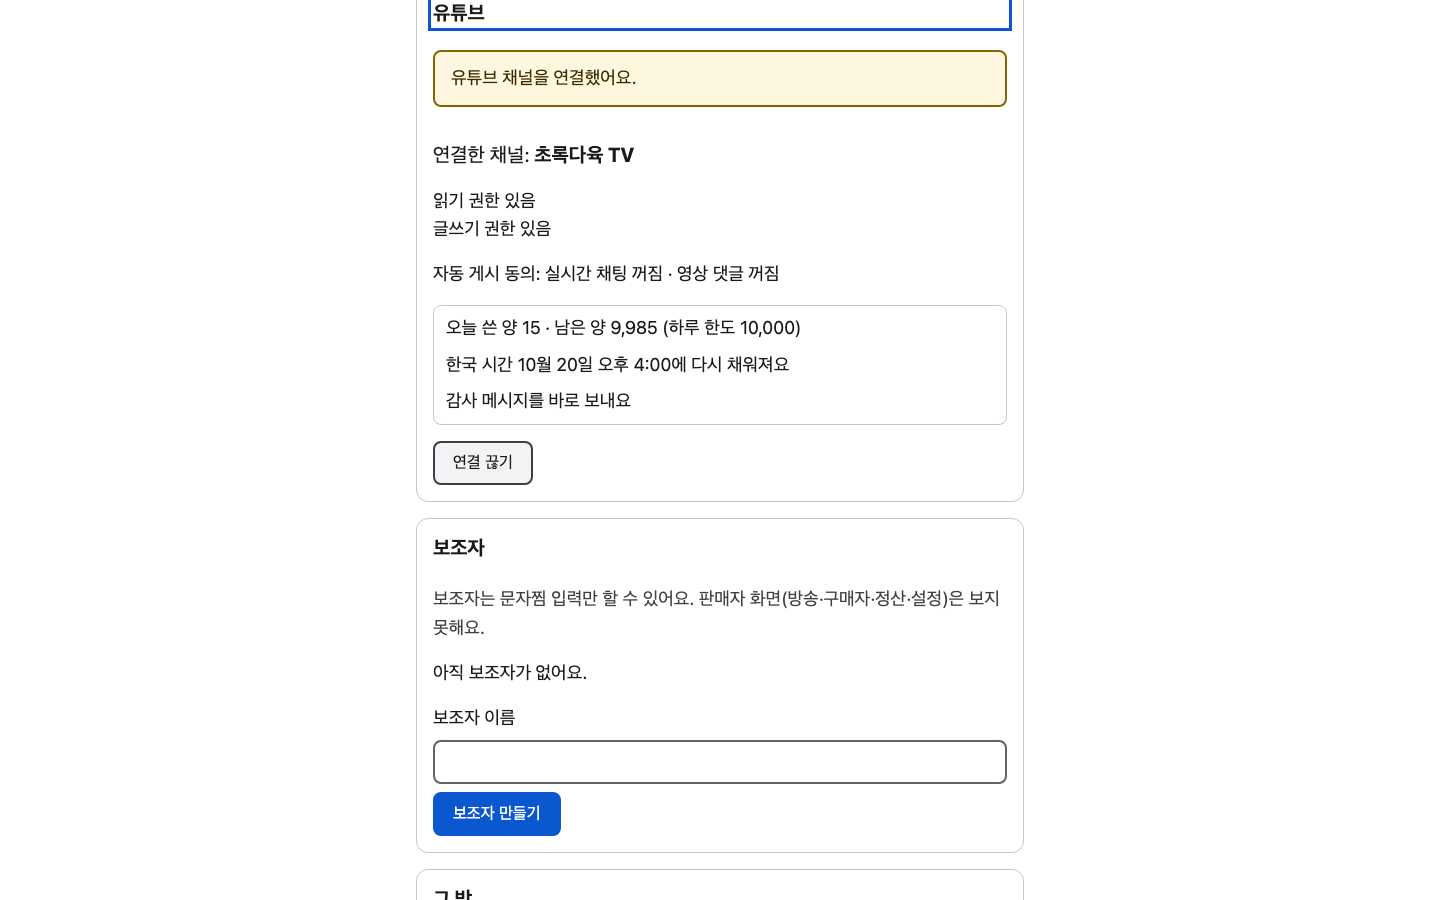 유튜브
유튜브 채널을 연결했어요.
연결한 채널: 초록다육 TV
읽기 권한 있음
글쓰기 권한 있음
자동 게시 동의: 실시간 채팅 꺼짐 · 영상 댓글 꺼짐
오늘 쓴 양 15 · 남은 양 9,985 (하루 한도 10,000)
한국 시간 10월 20일 오후 4:00에 다시 채워져요
감사 메시지를 바로 보내요
연결 끊기
보조자
보조자는 문자찜 입력만 할 수 있어요. 판매자 화면(방송·구매자·정산·설정)은 보지
못해요.
아직 보조자가 없어요.
보조자 이름
보조자 만들기